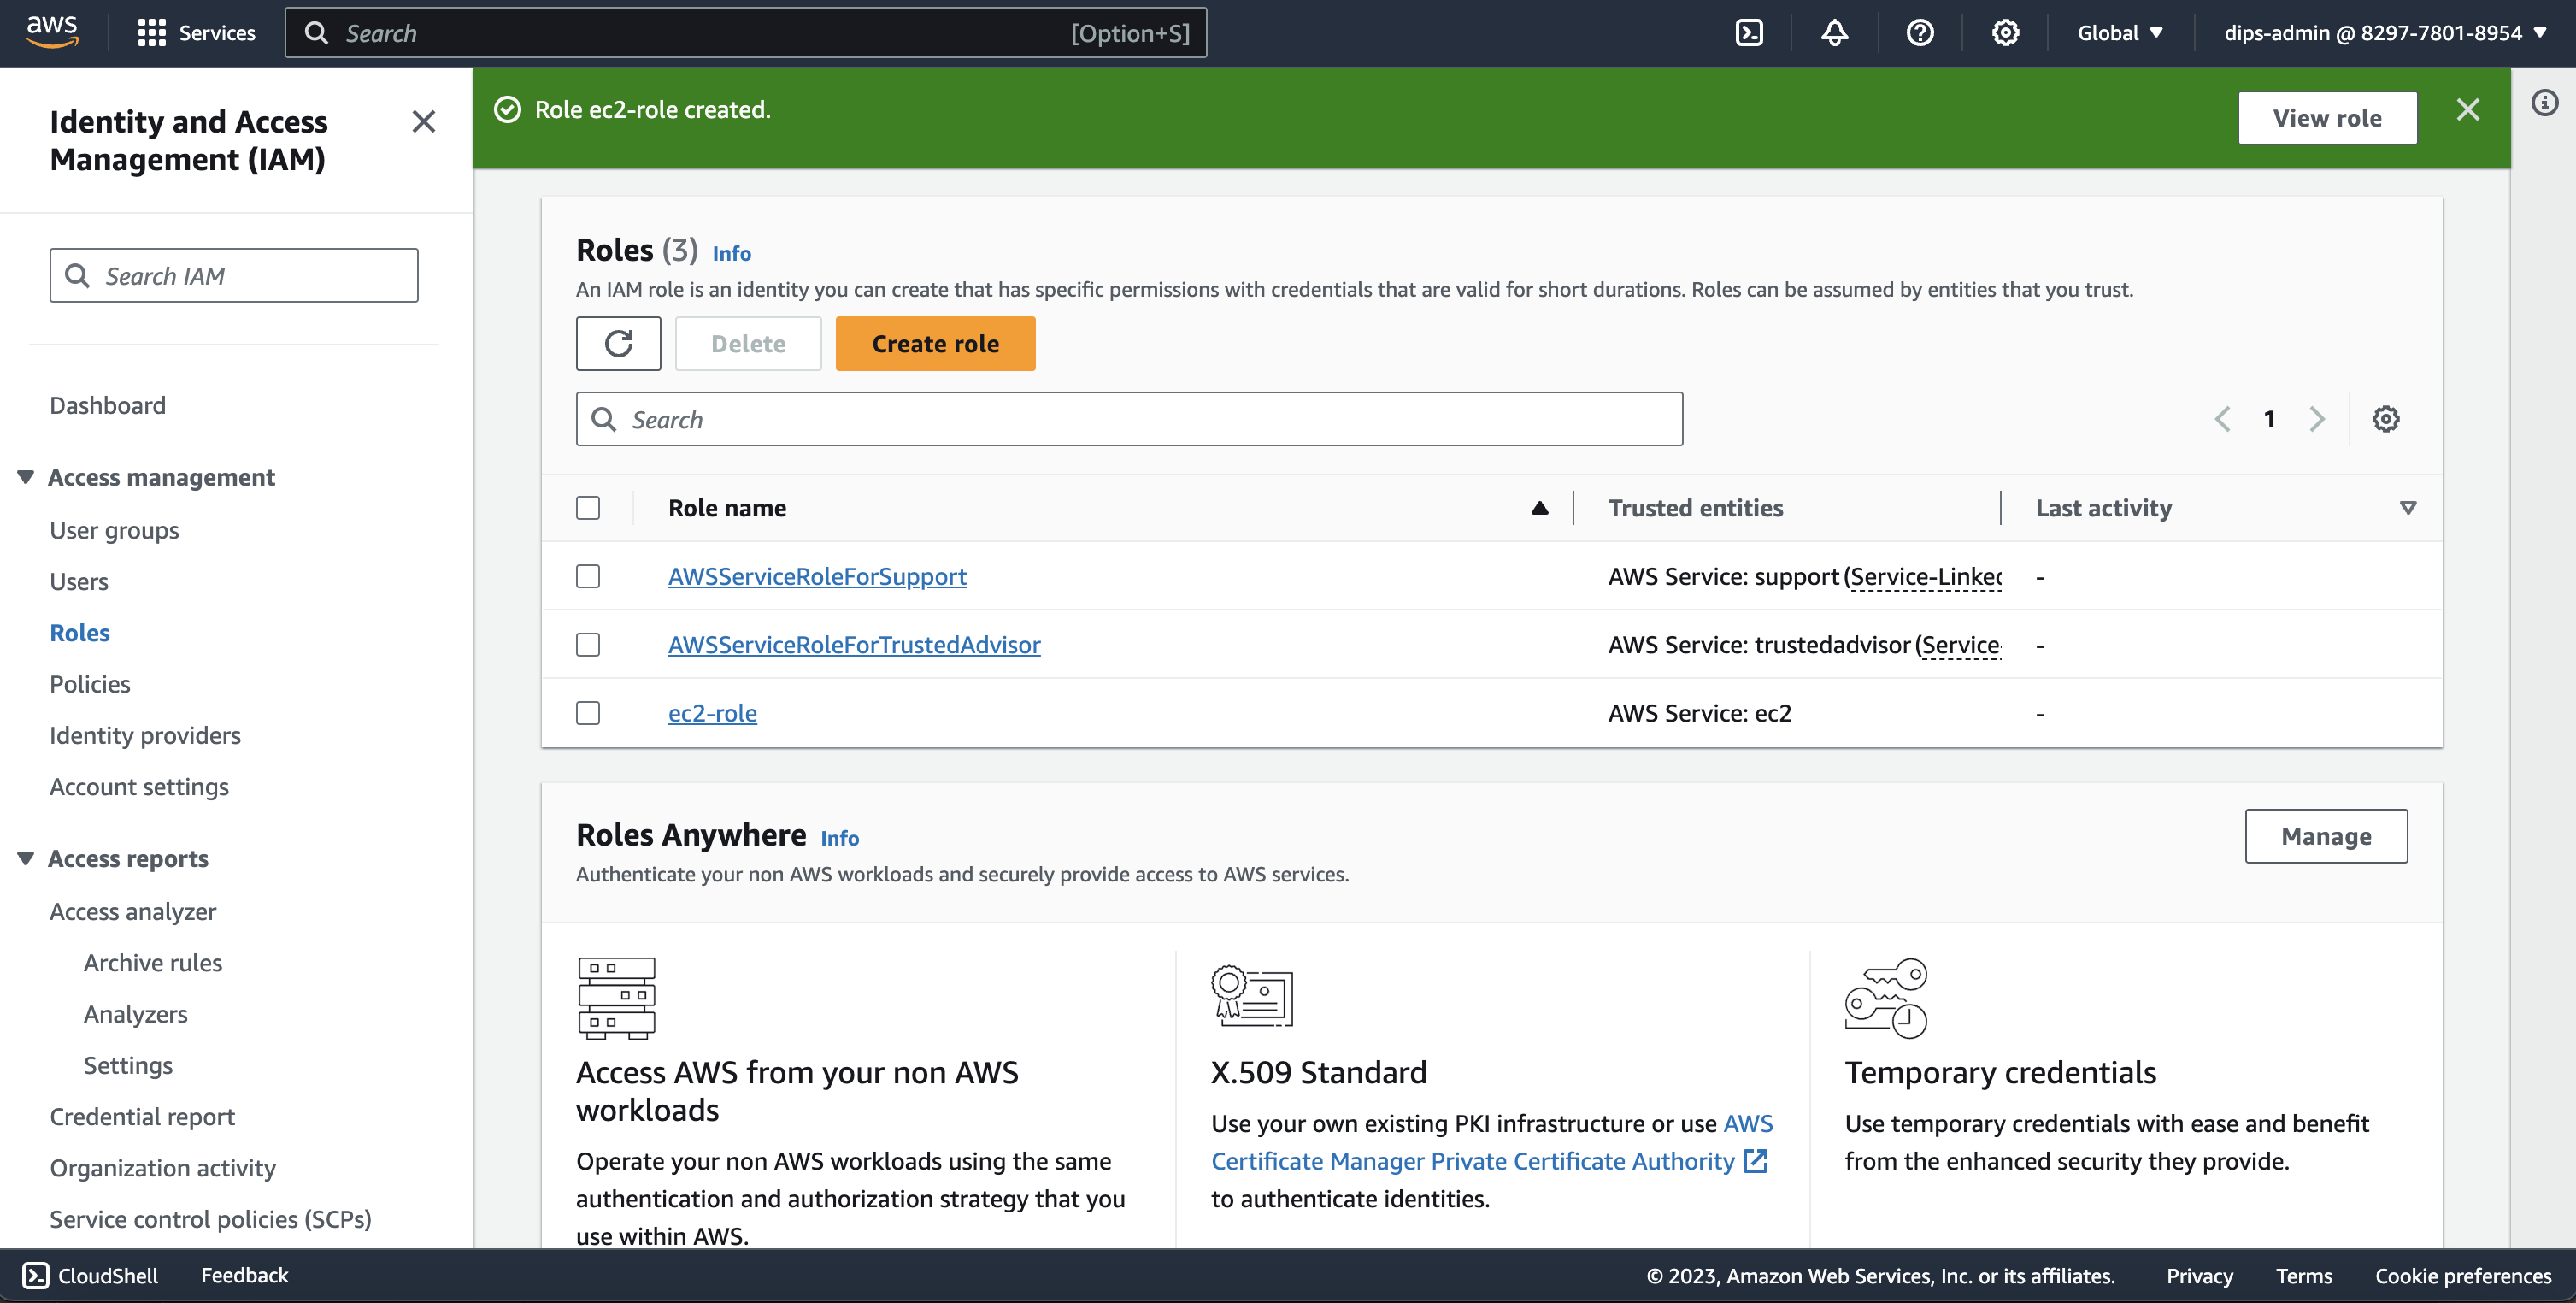 aws
Services
Search
[Option+S]
Global
dips-admin @ 8297-7801-8954
Identity and Access
Management (IAM)
Search IAM
Dashboard
Access management
User groups
Users
Roles
Policies
Identity providers
Account settings
Access reports
Access analyzer
Archive rules
Analyzers
Settings
Credential report
Organization activity
Service control policies (SCPs)
Role ec2-role created.
View role
Roles (3) Info
An IAM role is an identity you can create that has specific permissions with credentials that are valid for short durations. Roles can be assumed by entities that you trust.
Delete
Create role
Search
1
Role name
Trusted entities
Last activity
AWSServiceRoleForSupport
AWS Service: support (Service-Linked
-
AWSServiceRoleForTrustedAdvisor
AWS Service: trustedadvisor (Service-
-
ec2-role
AWS Service: ec2
-
Roles Anywhere Info
Authenticate your non AWS workloads and securely provide access to AWS services.
Manage
Access AWS from your non AWS
workloads
Operate your non AWS workloads using the same
authentication and authorization strategy that you
use within AWS.
X.509 Standard
Use your own existing PKI infrastructure or use AWS
Certificate Manager Private Certificate Authority
to authenticate identities.
Temporary credentials
Use temporary credentials with ease and benefit
from the enhanced security they provide.
CloudShell
Feedback
© 2023, Amazon Web Services, Inc. or its affiliates.
Privacy
Terms
Cookie preferences